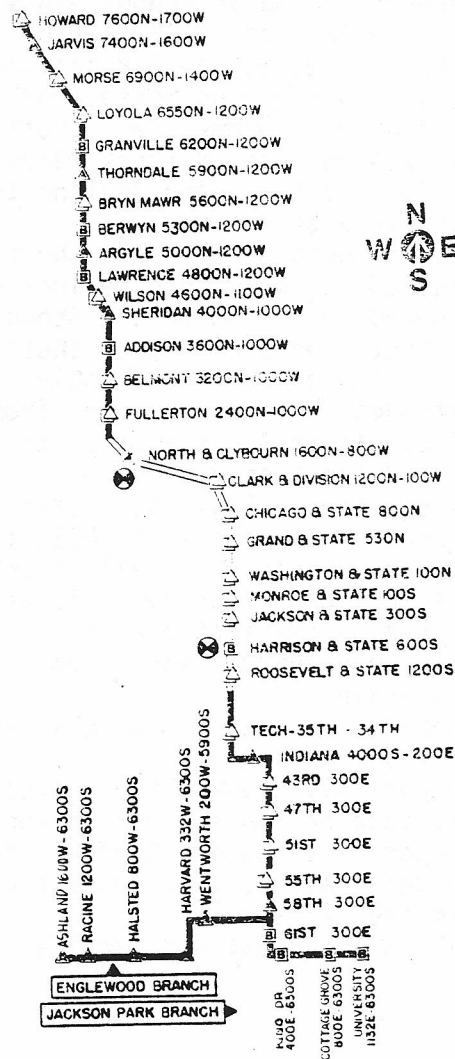 HOWARD 7600N-1700W
JARVIS 7400N-1600W
MORSE 6900N-1400W
LOYOLA 6550N-1200W
B GRANVILLE 6200N-1200W
A THORNDALE 5900N-1200W
BRYN MAWR 5600N-1200W
B BERWYN 5300N-1200W
A ARGYLE 5000N-1200W
B LAWRENCE 4800N-1200W
WILSON 4600N-1100W
A SHERIDAN 4000N-1000W
B ADDISON 3600N-1000W
BELMONT 3200N-1000W
FULLERTON 2400N-1000W
NORTH & CLYBOURN 1600N-800W
CLARK & DIVISION 1200N-100W
CHICAGO & STATE 800N
GRAND & STATE 530N
WASHINGTON & STATE 100N
MONROE & STATE 100S
JACKSON & STATE 300S
B HARRISON & STATE 600S
ROOSEVELT & STATE 1200S
TECH-35TH - 34TH
INDIANA 4000S-200E
43RD 300E
47TH 300E
51ST 300E
55TH 300E
58TH 300E
B 61ST 300E
N
W E
S
ASHLAND 1600W-6300S
RACINE 1200W-6300S
HALSTED 800W-6300S
HARVARD 332W-6300S
WENTWORTH 200W-5900S
ENGLEWOOD BRANCH
JACKSON PARK BRANCH
B B B
KING DR
400E-6300S
COTTAGE GROVE
800E-6300S
UNIVERSITY
1132E-6300S